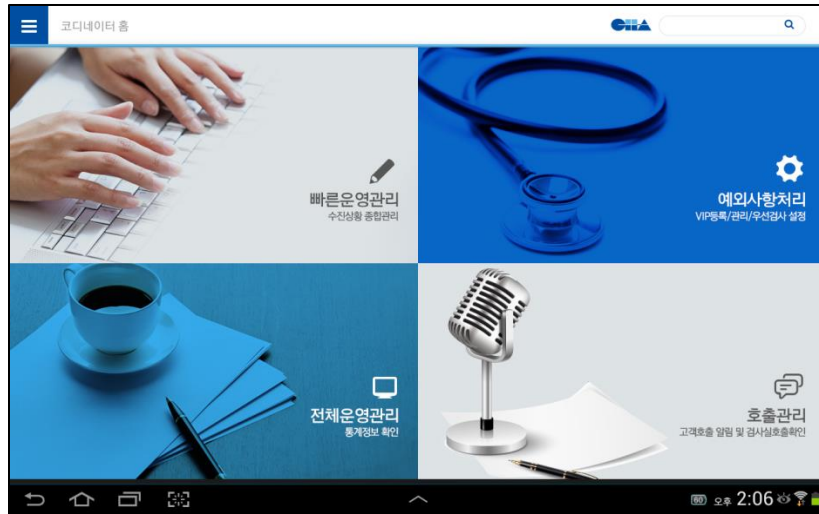 코디네이터 홈
CHA
빠른운영관리
수진상황 종합관리
예외사항처리
VIP등록/관리/우선검사 설정
전체운영관리
통계정보 확인
호출관리
고객호출 알림 및 검사실호출확인
60 오후 2:06